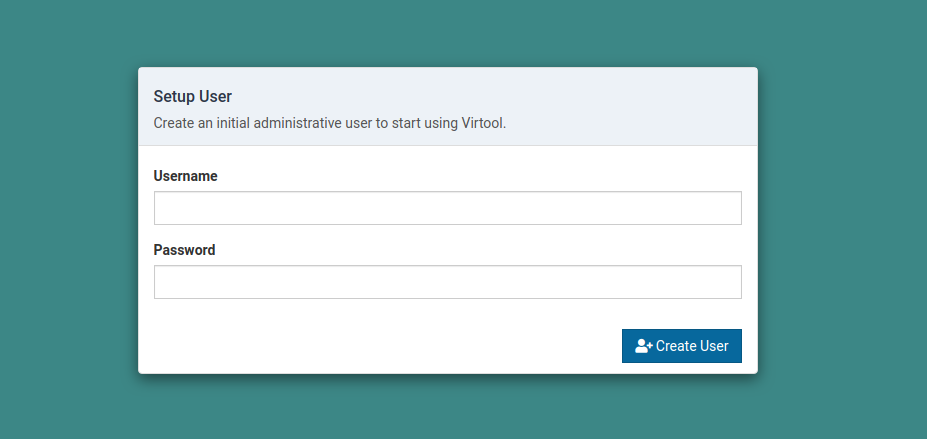 Setup User
Create an initial administrative user to start using Virtool.
Username
Password
Create User